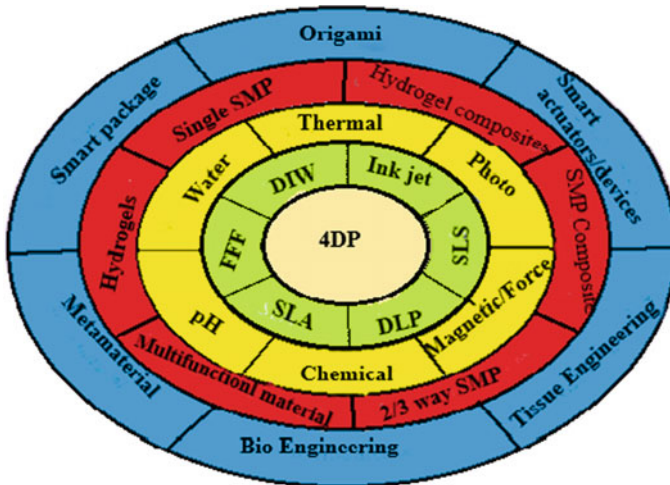 Origami
Smart package
Smart
actuators/devices
Single SMP
Hydrogel composites
Thermal
Water
Photo
DIW
Ink jet
Hydrogels
FFF
4DP
SLS
SMP Composite
SLA
DLP
pH
Magnetic/Force
Chemical
Metamaterial
Multifunctionl material
2/3 way SMP
Tissue Engineering
Bio Engineering